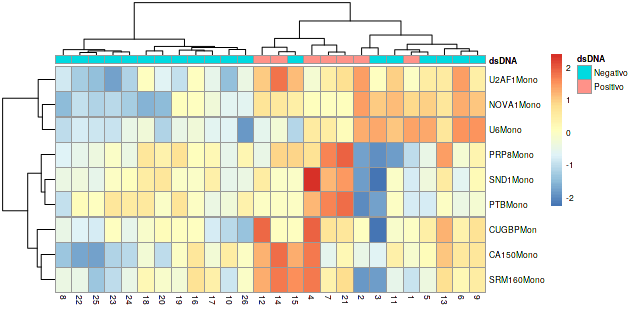 dsDNA
U2AF1Mono
NOVA1Mono
U6Mono
PRP8Mono
SND1Mono
PTBMono
CUGBPMon
CA150Mono
SRM160Mono
8 22 25 23 24 18 20 19 16 17 10 26 12 14 15 4 7 21 2 3 11 1 5 13 6 9
2
1
0
-1
-2
dsDNA
Negativo
Positivo